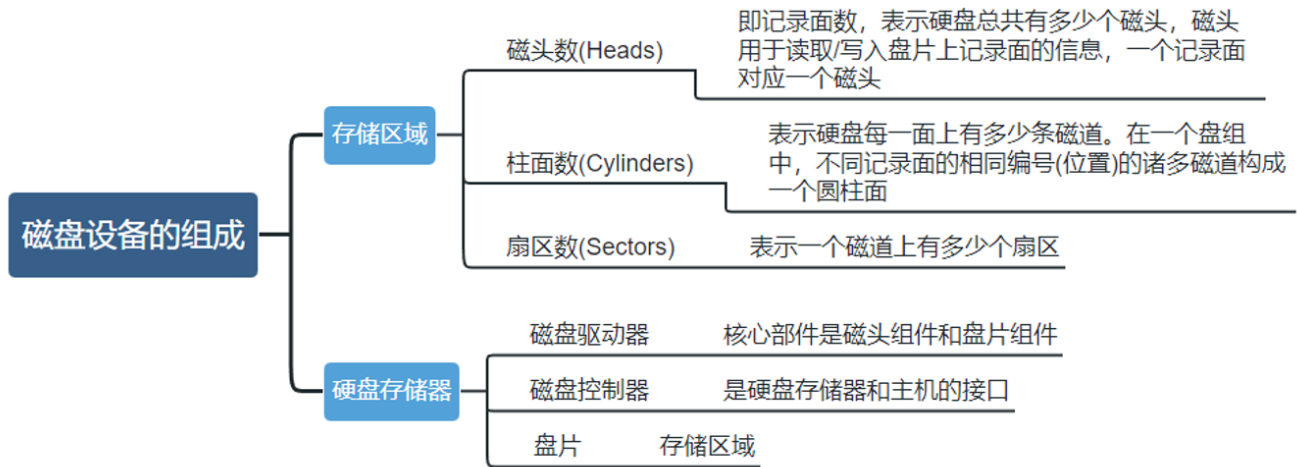 磁盘设备的组成
存储区域
磁头数(Heads)
即记录面数，表示硬盘总共有多少个磁头，磁头
用于读取/写入盘片上记录面的信息，一个记录面
对应一个磁头
柱面数(Cylinders)
表示硬盘每一面上有多少条磁道。在一个盘组
中，不同记录面的相同编号(位置)的诸多磁道构成
一个圆柱面
扇区数(Sectors)
表示一个磁道上有多少个扇区
硬盘存储器
磁盘驱动器
核心部件是磁头组件和盘片组件
磁盘控制器
是硬盘存储器和主机的接口
盘片
存储区域